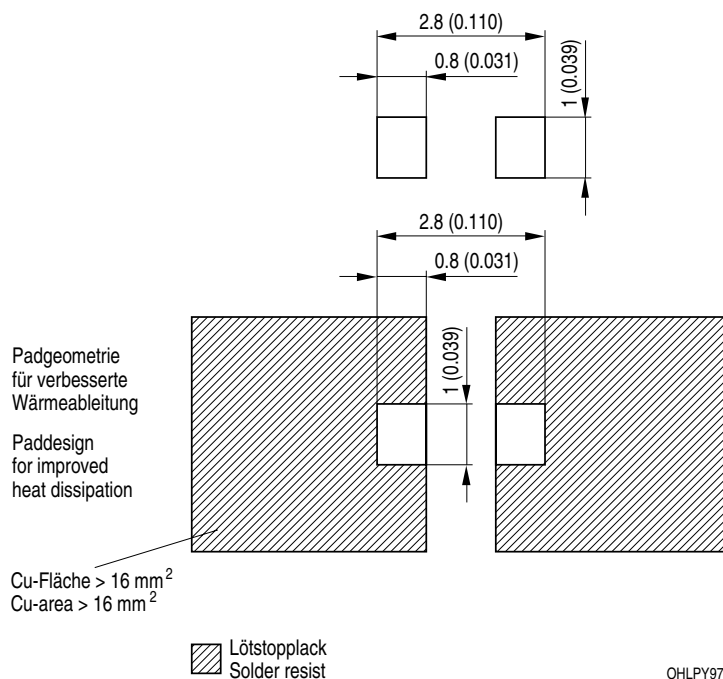 2.8 (0.110)
0.8 (0.031)
1 (0.039)
2.8 (0.110)
0.8 (0.031)
1 (0.039)
Padgeometrie
für verbesserte
Wärmeableitung
Paddesign
for improved
heat dissipation
Cu-Fläche > 16 mm²
Cu-area > 16 mm²
Lötstopplack
Solder resist
OHLPY97